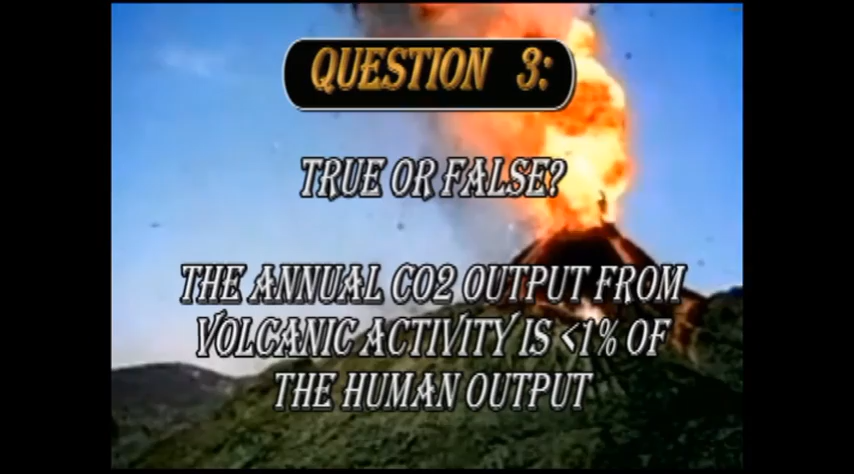 QUESTION 3:
TRUE OR FALSE?
THE ANNUAL CO2 OUTPUT FROM
VOLCANIC ACTIVITY IS <1% OF
THE HUMAN OUTPUT